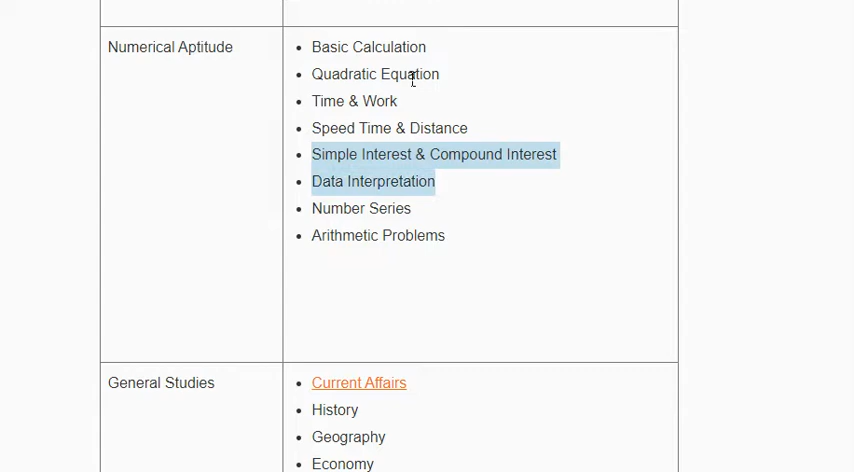 Numerical Aptitude
Basic Calculation
Quadratic Equation
Time & Work
Speed Time & Distance
Simple Interest & Compound Interest
Data Interpretation
Number Series
Arithmetic Problems
General Studies
Current Affairs
History
Geography
Economy